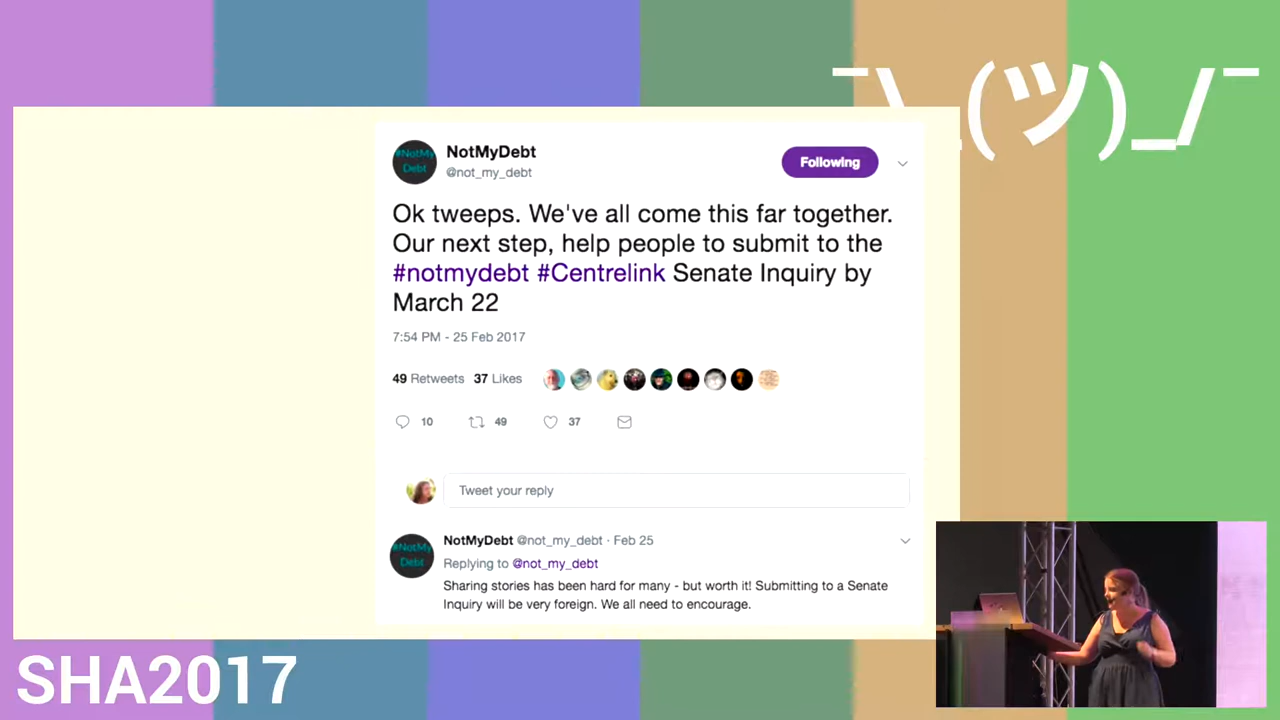 ¯\_(ツ)_/¯
#NotMy
Debt
NotMyDebt
@not_my_debt
Following
Ok tweeps. We've all come this far together.
Our next step, help people to submit to the
#notmydebt #Centrelink Senate Inquiry by
March 22
7:54 PM - 25 Feb 2017
49 Retweets 37 Likes
10 49 37
Tweet your reply
#NotMy
Debt
NotMyDebt @not_my_debt · Feb 25
Replying to @not_my_debt
Sharing stories has been hard for many - but worth it! Submitting to a Senate
Inquiry will be very foreign. We all need to encourage.
SHA2017